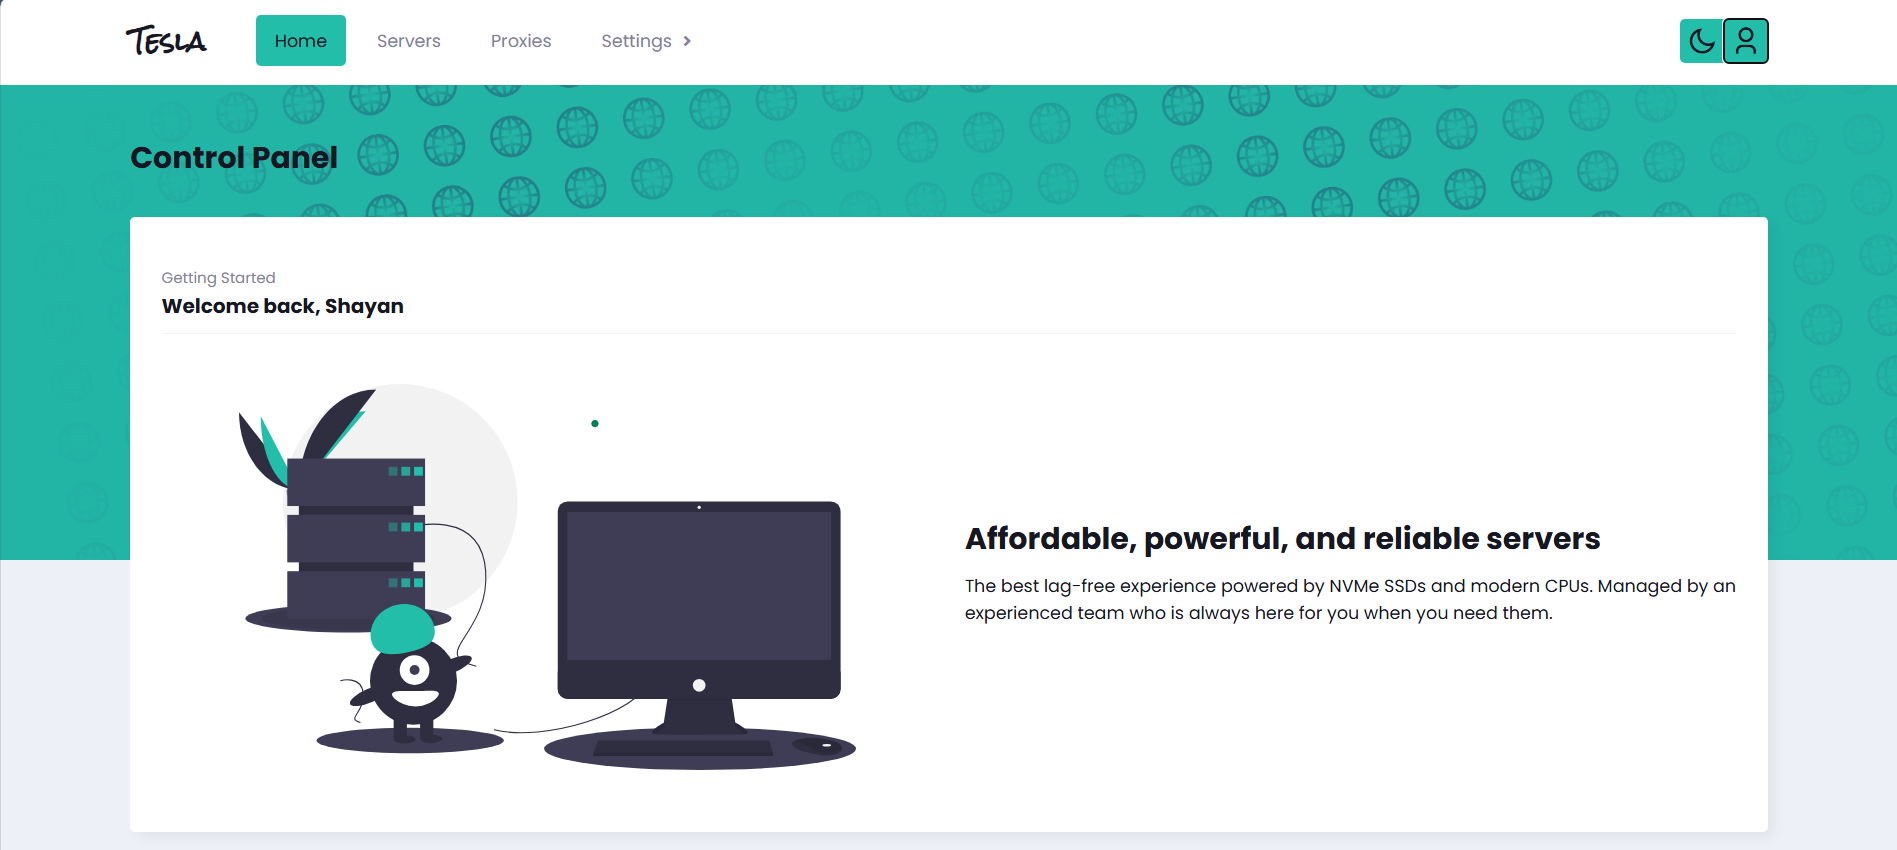 TESLA
Home
Servers
Proxies
Settings
Control Panel
Getting Started
Welcome back, Shayan
Affordable, powerful, and reliable servers
The best lag-free experience powered by NVMe SSDs and modern CPUs. Managed by an
experienced team who is always here for you when you need them.